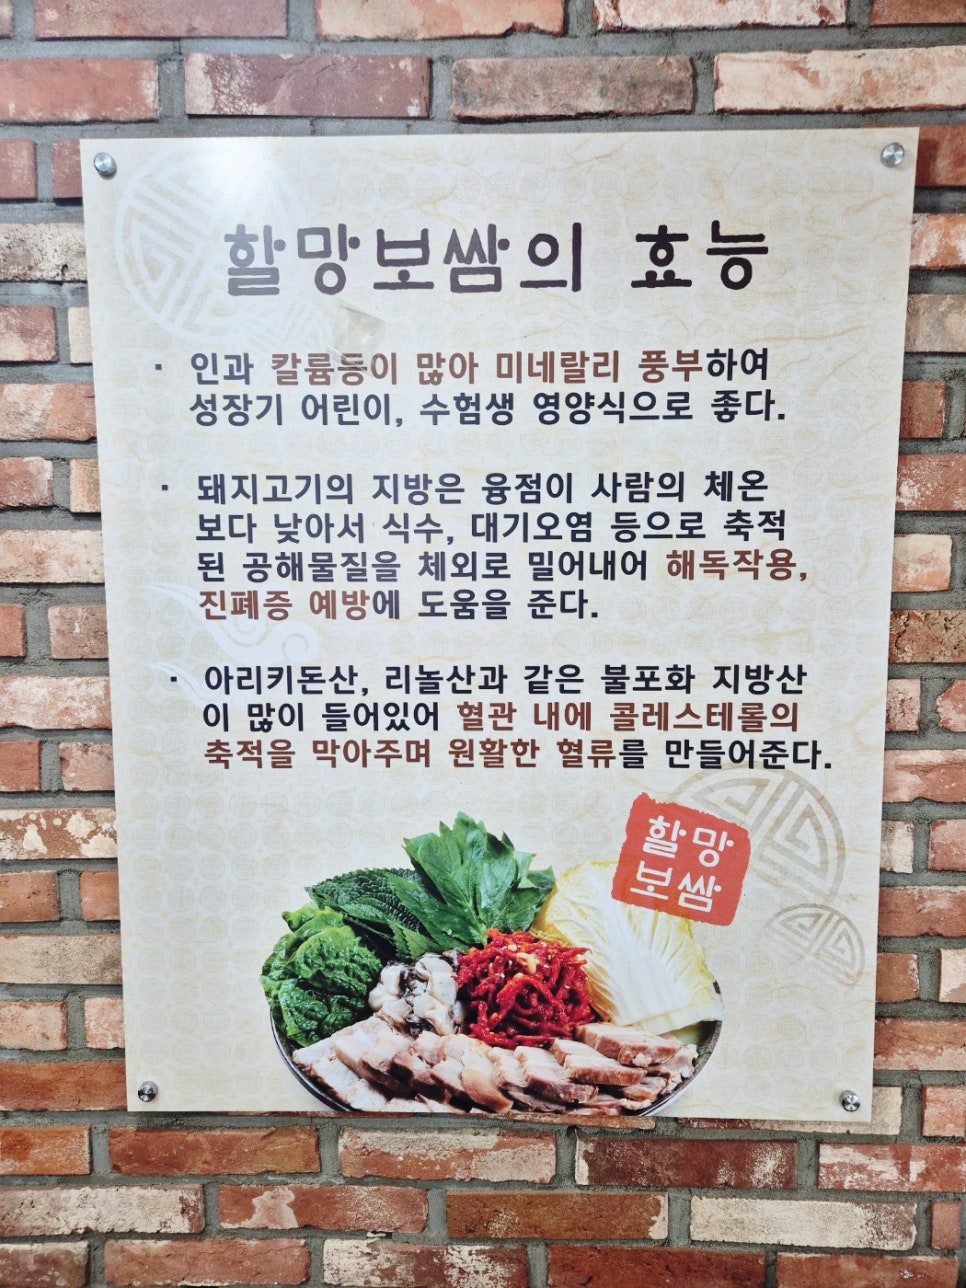 할망보쌈의 효능
· 인과 칼륨등이 많아 미네랄리 풍부하여
성장기 어린이, 수험생 영양식으로 좋다.
· 돼지고기의 지방은 융점이 사람의 체온
보다 낮아서 식수, 대기오염 등으로 축적
된 공해물질을 체외로 밀어내어 해독작용,
진폐증 예방에 도움을 준다.
· 아리키돈산, 리놀산과 같은 불포화 지방산
이 많이 들어있어 혈관 내에 콜레스테롤의
축적을 막아주며 원활한 혈류를 만들어준다.
할망
보쌈